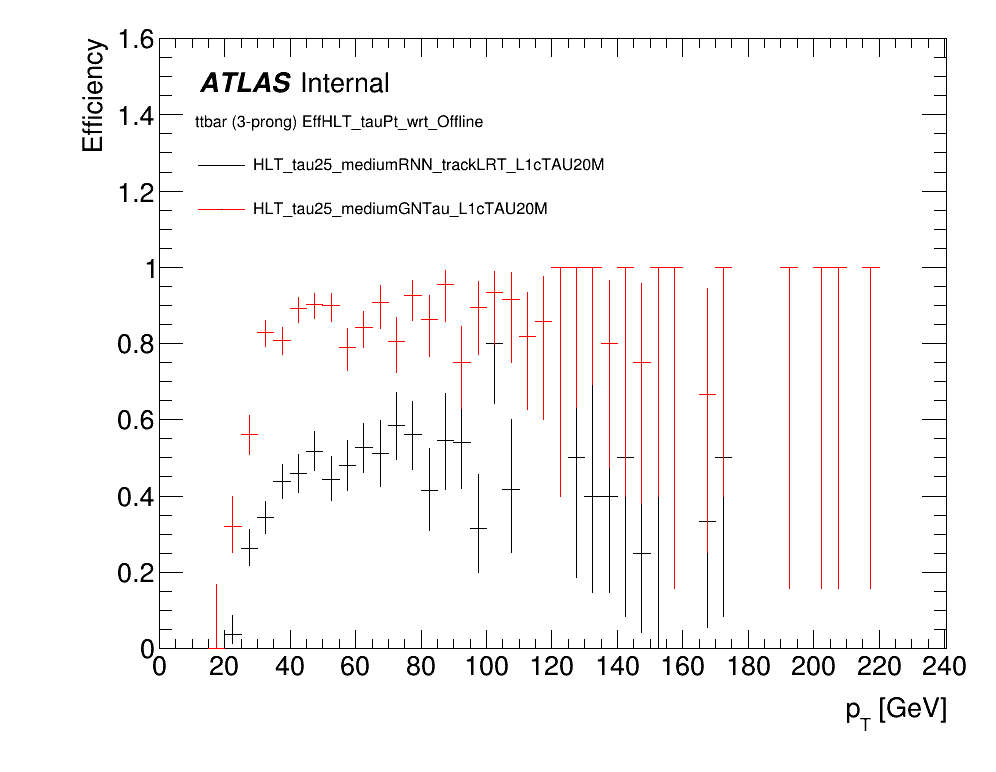 Efficiency
1.6
1.4
1.2
1
0.8
0.6
0.4
0.2
0
ATLAS Internal
ttbar (3-prong) EffHLT_tauPt_wrt_Offline
HLT_tau25_mediumRNN_trackLRT_L1cTAU20M
HLT_tau25_mediumGNTau_L1cTAU20M
0 20 40 60 80 100 120 140 160 180 200 220 240
p_T [GeV]